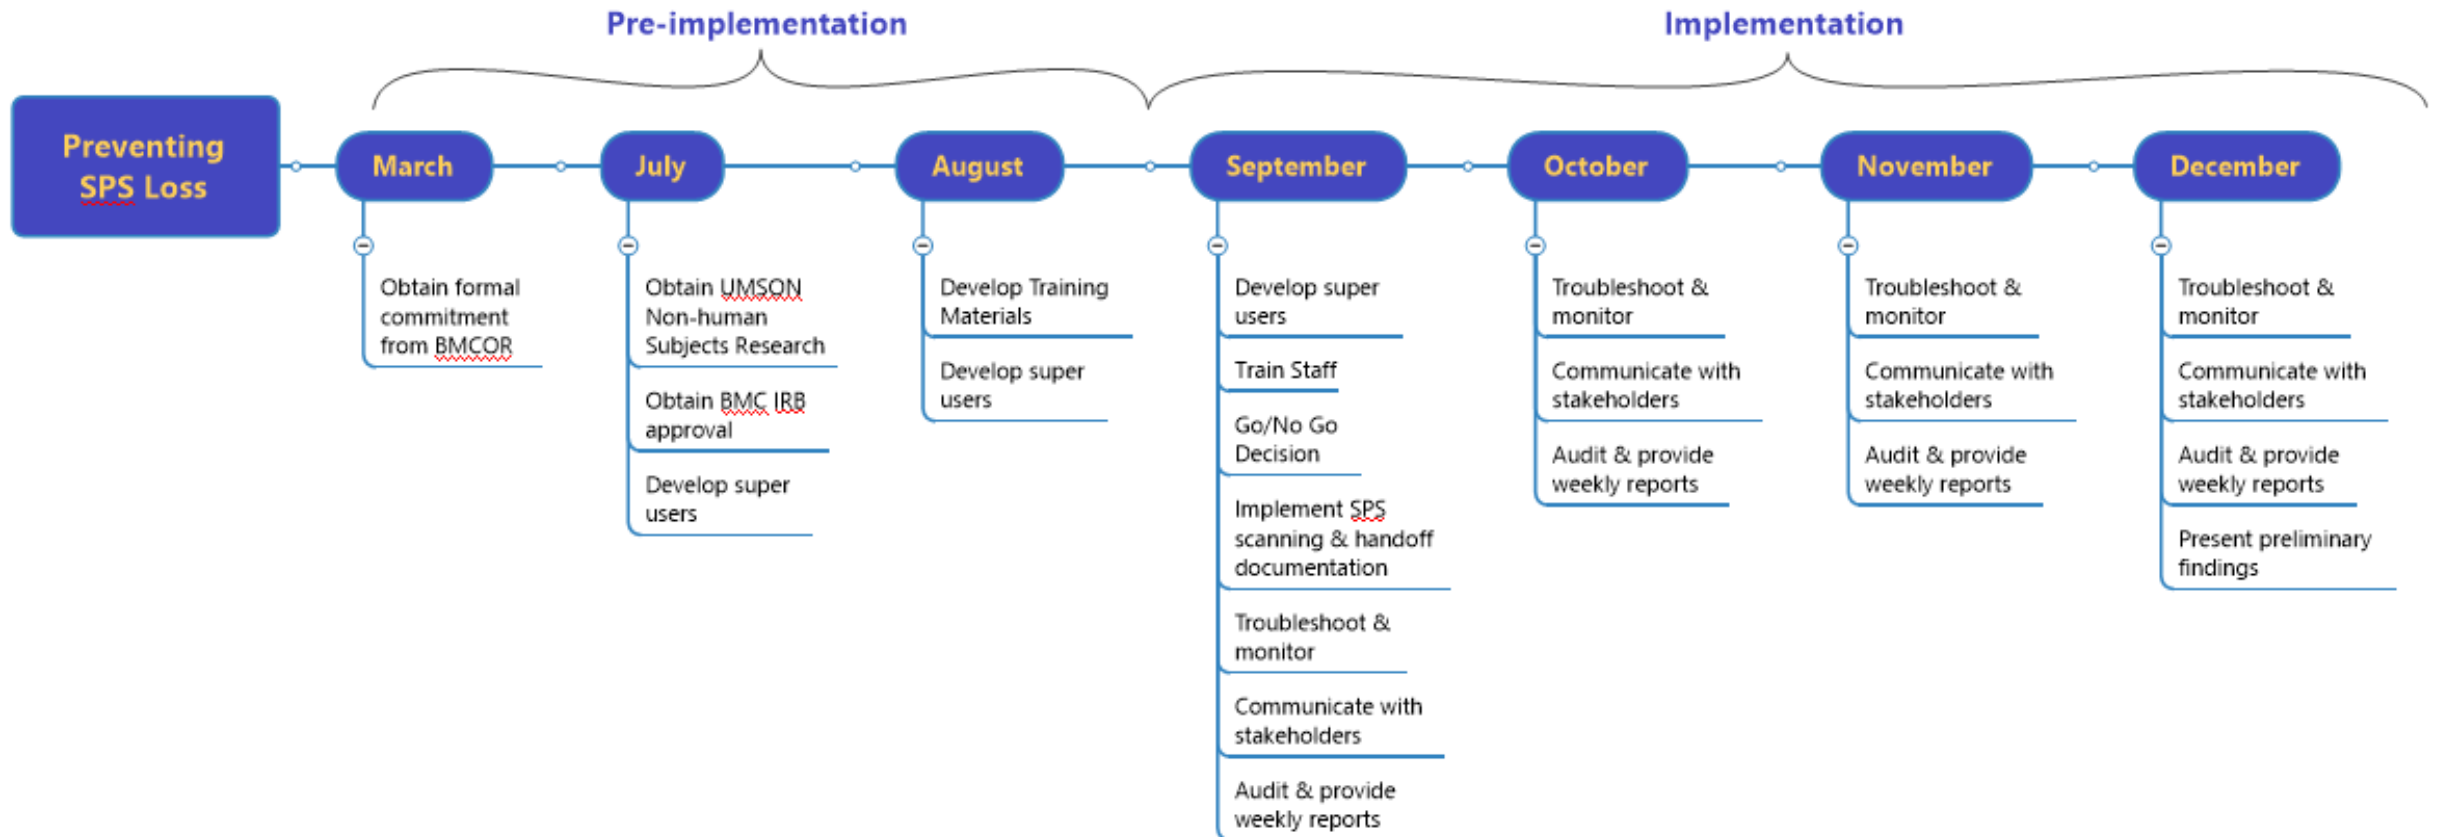 Pre-implementation
Implementation
Preventing
SPS Loss
March
July
August
September
October
November
December
Obtain formal
commitment
from BMCOR
Obtain UMSON
Non-human
Subjects Research
Obtain BMC IRB
approval
Develop super
users
Develop Training
Materials
Develop super
users
Develop super
users
Train Staff
Go/No Go
Decision
Implement SPS
scanning & handoff
documentation
Troubleshoot &
monitor
Communicate with
stakeholders
Audit & provide
weekly reports
Troubleshoot &
monitor
Communicate with
stakeholders
Audit & provide
weekly reports
Troubleshoot &
monitor
Communicate with
stakeholders
Audit & provide
weekly reports
Troubleshoot &
monitor
Communicate with
stakeholders
Audit & provide
weekly reports
Present preliminary
findings